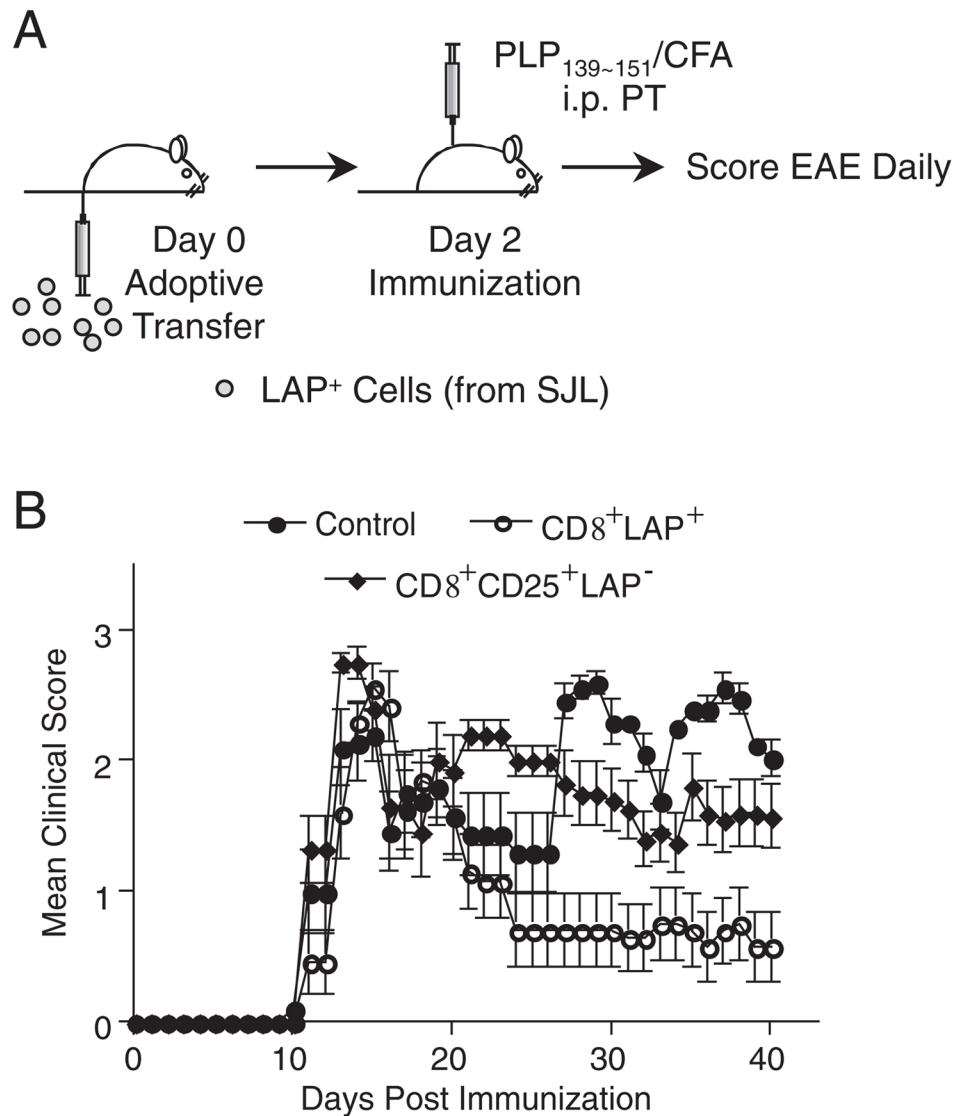 A
PLP139~151/CFA
i.p. PT
Score EAE Daily
Day 0
Adoptive
Transfer
Day 2
Immunization
LAP+ Cells (from SJL)
B
Control
CD8+LAP+
CD8+CD25+LAP-
Mean Clinical Score
3
2
1
0
0 10 20 30 40
Days Post Immunization